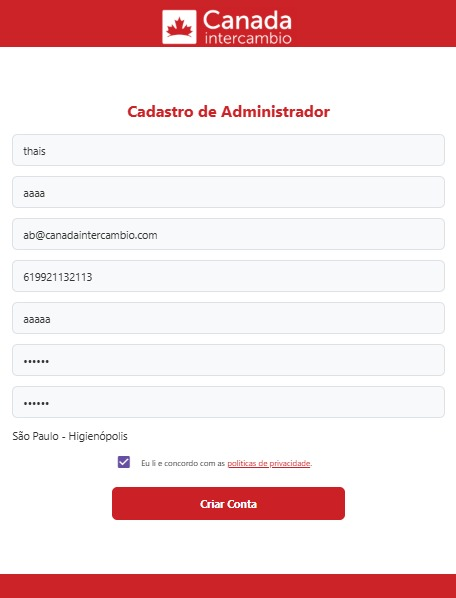 Canada
intercambio
Cadastro de Administrador
thais
aaaa
ab@canadaintercambio.com
619921132113
aaaaa
••••••
••••••
São Paulo - Higienópolis
Eu li e concordo com as políticas de privacidade.
Criar Conta